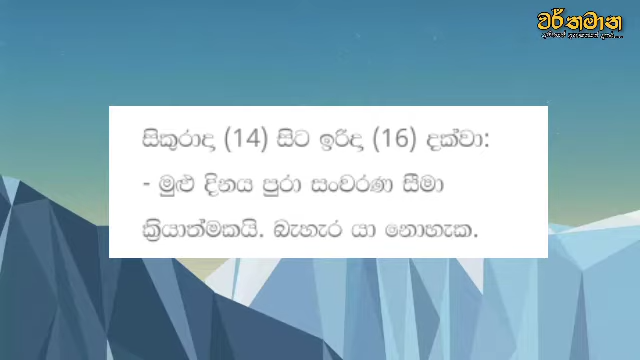 වර්තමාන
සිකුරාදා (14) සිට ඉරිදා (16) දක්වා:
- මුළු දිනය පුරා සංචරණ සීමා
ක්‍රියාත්මකයි. බැහැර යා නොහැක.